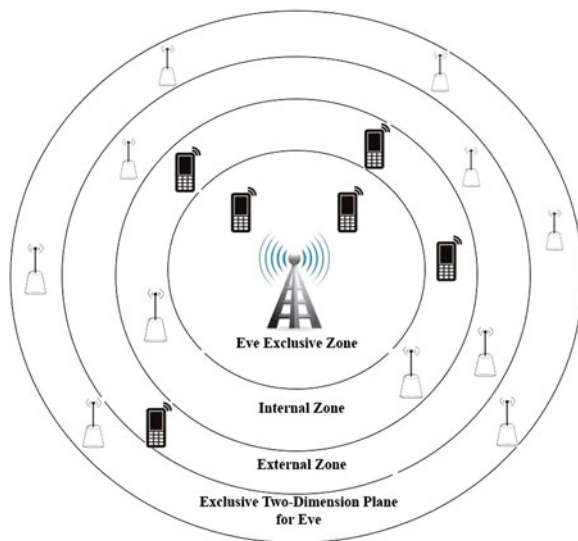 Eve Exclusive Zone
Internal Zone
External Zone
Exclusive Two-Dimension Plane
for Eve